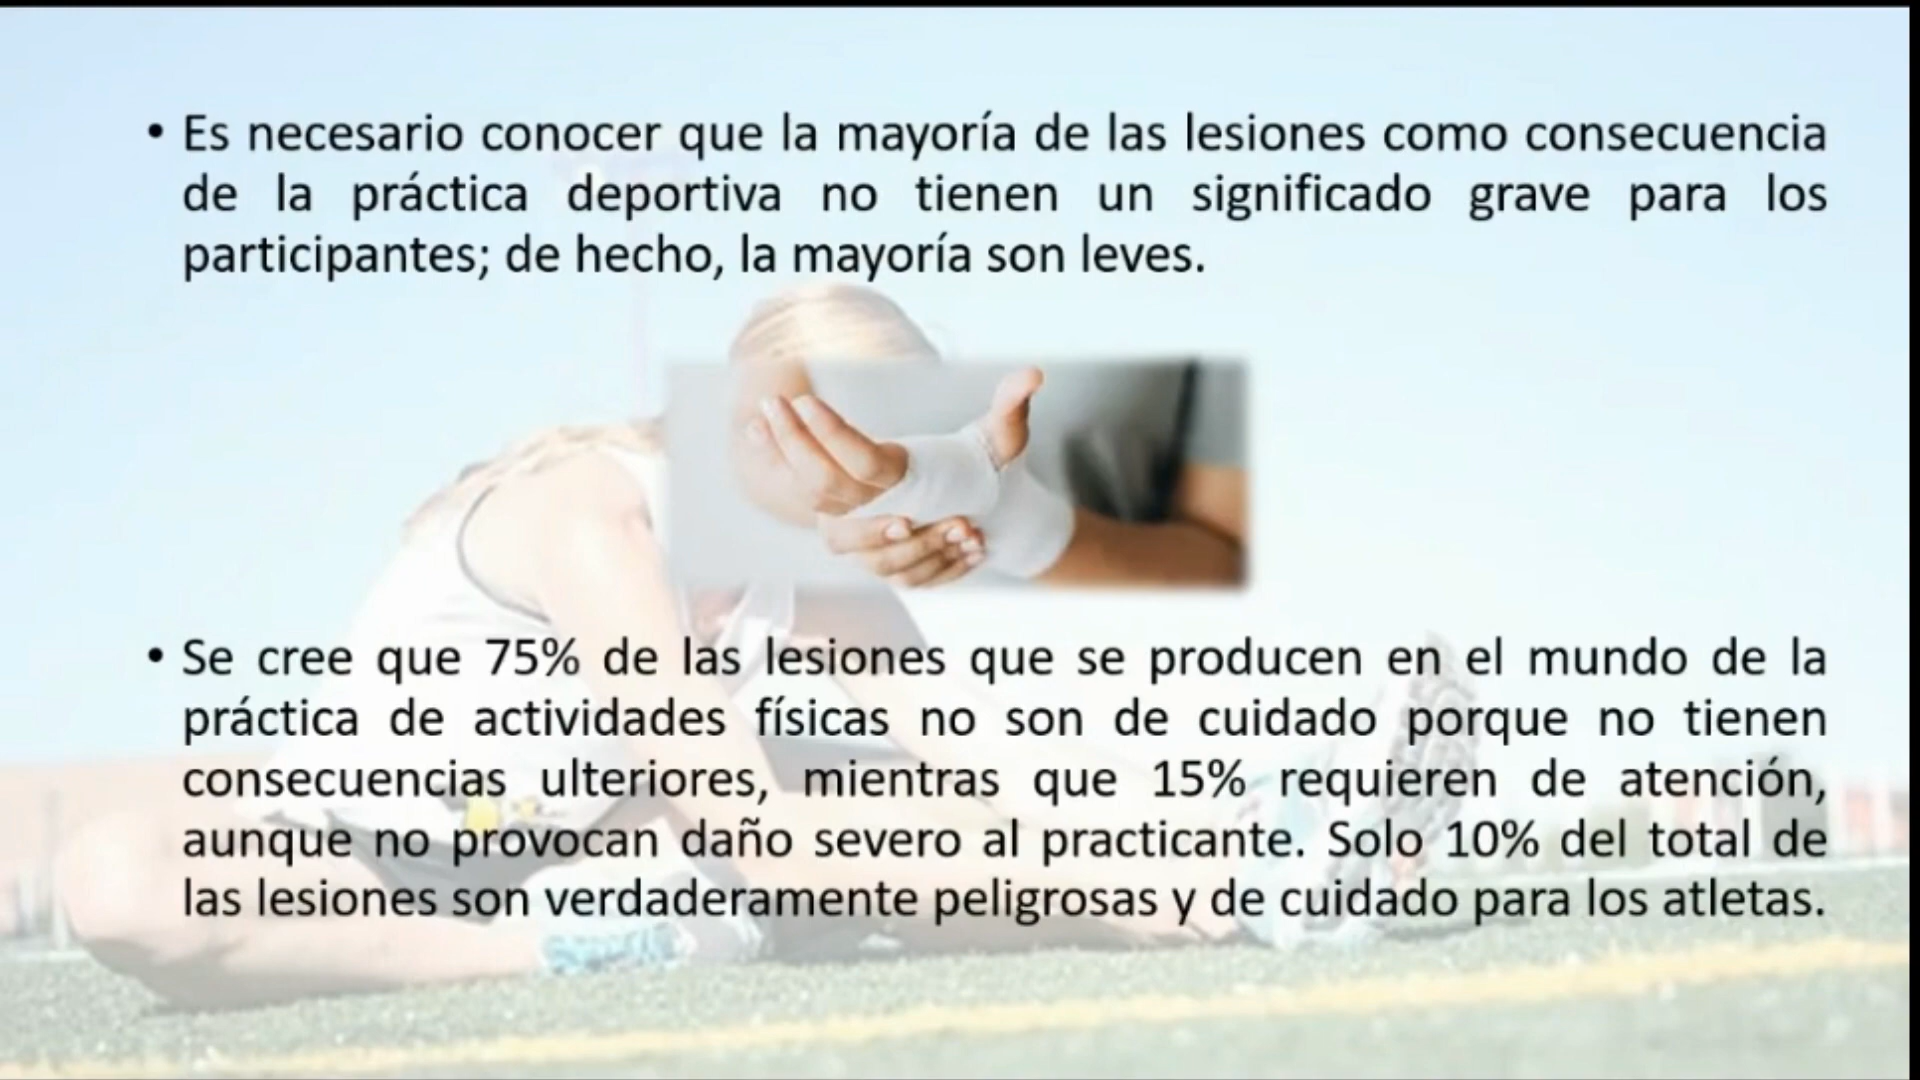 • Es necesario conocer que la mayoría de las lesiones como consecuencia
de la práctica deportiva no tienen un significado grave para los
participantes; de hecho, la mayoría son leves.
• Se cree que 75% de las lesiones que se producen en el mundo de la
práctica de actividades físicas no son de cuidado porque no tienen
consecuencias ulteriores, mientras que 15% requieren de atención,
aunque no provocan daño severo al practicante. Solo 10% del total de
las lesiones son verdaderamente peligrosas y de cuidado para los atletas.